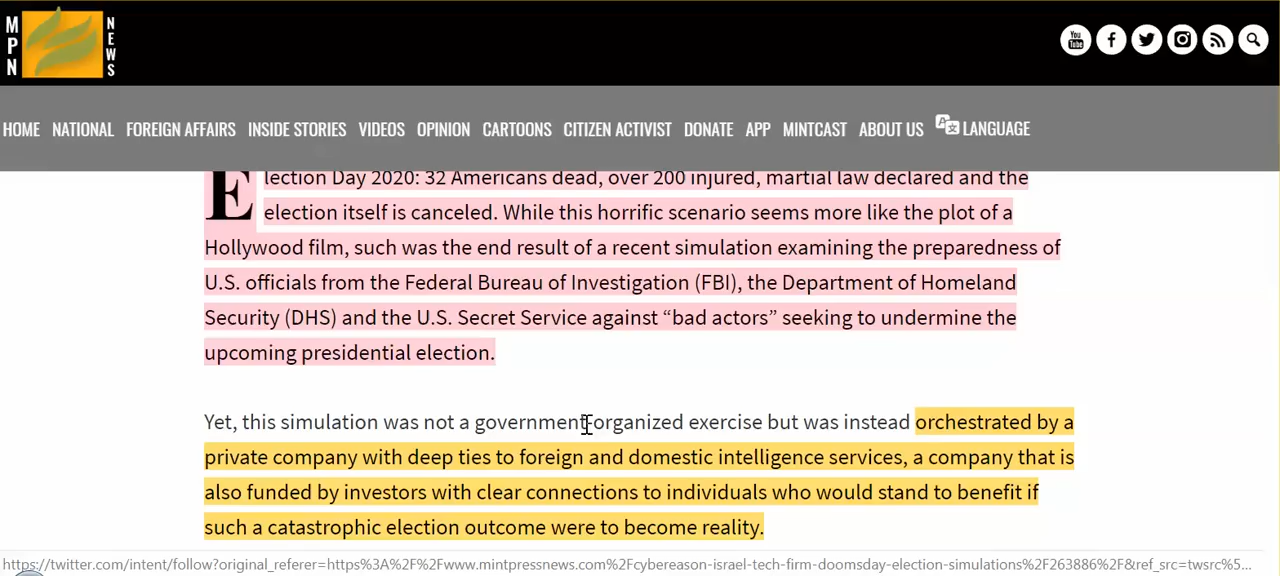 MPN NEWS
You Tube
HOME NATIONAL FOREIGN AFFAIRS INSIDE STORIES VIDEOS OPINION CARTOONS CITIZEN ACTIVIST DONATE APP MINTCAST ABOUT US LANGUAGE
Election Day 2020: 32 Americans dead, over 200 injured, martial law declared and the
election itself is canceled. While this horrific scenario seems more like the plot of a
Hollywood film, such was the end result of a recent simulation examining the preparedness of
U.S. officials from the Federal Bureau of Investigation (FBI), the Department of Homeland
Security (DHS) and the U.S. Secret Service against “bad actors” seeking to undermine the
upcoming presidential election.
Yet, this simulation was not a government-organized exercise but was instead orchestrated by a
private company with deep ties to foreign and domestic intelligence services, a company that is
also funded by investors with clear connections to individuals who would stand to benefit if
such a catastrophic election outcome were to become reality.
https://twitter.com/intent/follow?original_referer=https%3A%2F%2Fwww.mintpressnews.com%2Fcybereason-israel-tech-firm-doomsday-election-simulations%2F263886%2F&ref_src=twsrc%5...